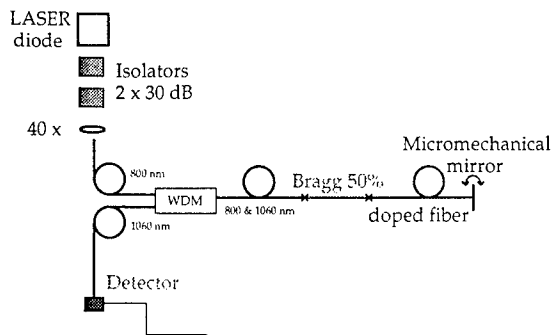 LASER
diode
Isolators
2 x 30 dB
40 x
Micromechanical
mirror
800 nm
Bragg 50%
WDM
800 & 1060 nm
doped fiber
1060 nm
Detector